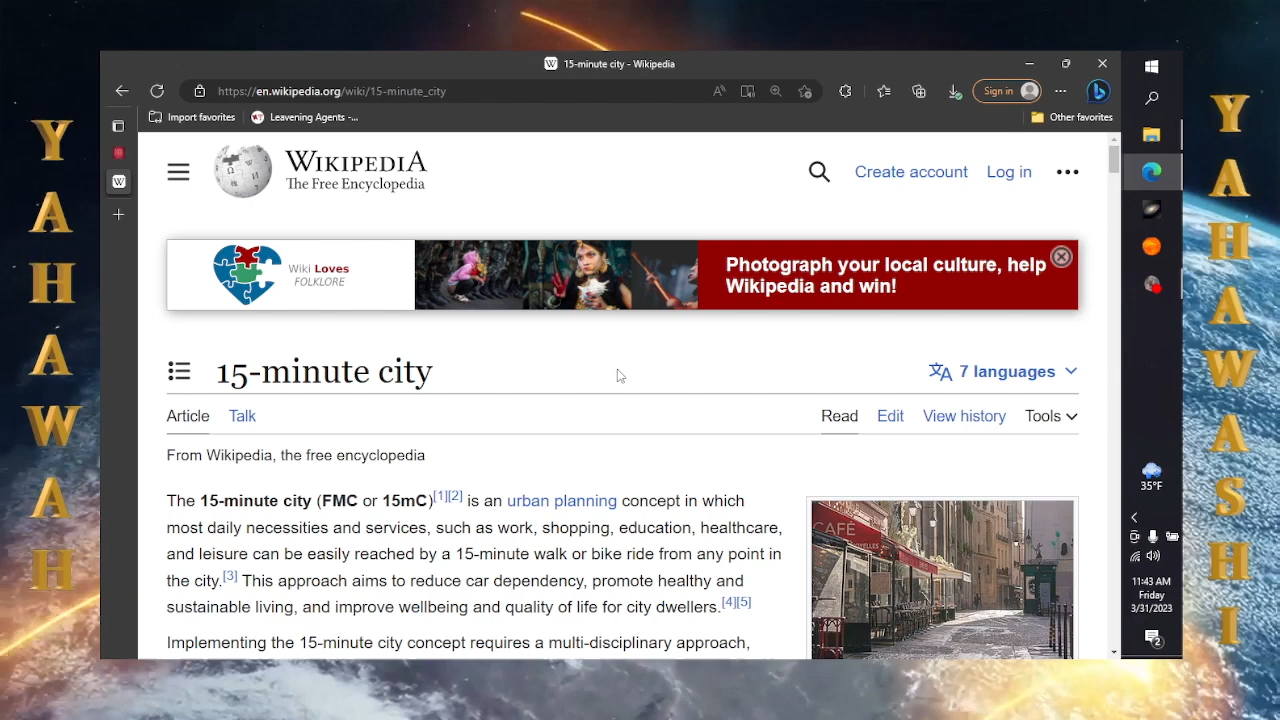 YAHAWAH
15-minute city - Wikipedia
https://en.wikipedia.org/wiki/15-minute_city
Sign in
Import favorites
Leavening Agents -...
Other favorites
WIKIPEDIA
The Free Encyclopedia
Create account
Log in
Wiki Loves
FOLKLORE
Photograph your local culture, help
Wikipedia and win!
15-minute city
7 languages
Article
Talk
Read
Edit
View history
Tools
From Wikipedia, the free encyclopedia
The 15-minute city (FMC or 15mC)[1][2] is an urban planning concept in which
most daily necessities and services, such as work, shopping, education, healthcare,
and leisure can be easily reached by a 15-minute walk or bike ride from any point in
the city.[3] This approach aims to reduce car dependency, promote healthy and
sustainable living, and improve wellbeing and quality of life for city dwellers.[4][5]
Implementing the 15-minute city concept requires a multi-disciplinary approach,
CAFÉ
35°F
11:43 AM
Friday
3/31/2023
2
YAHAWASHI